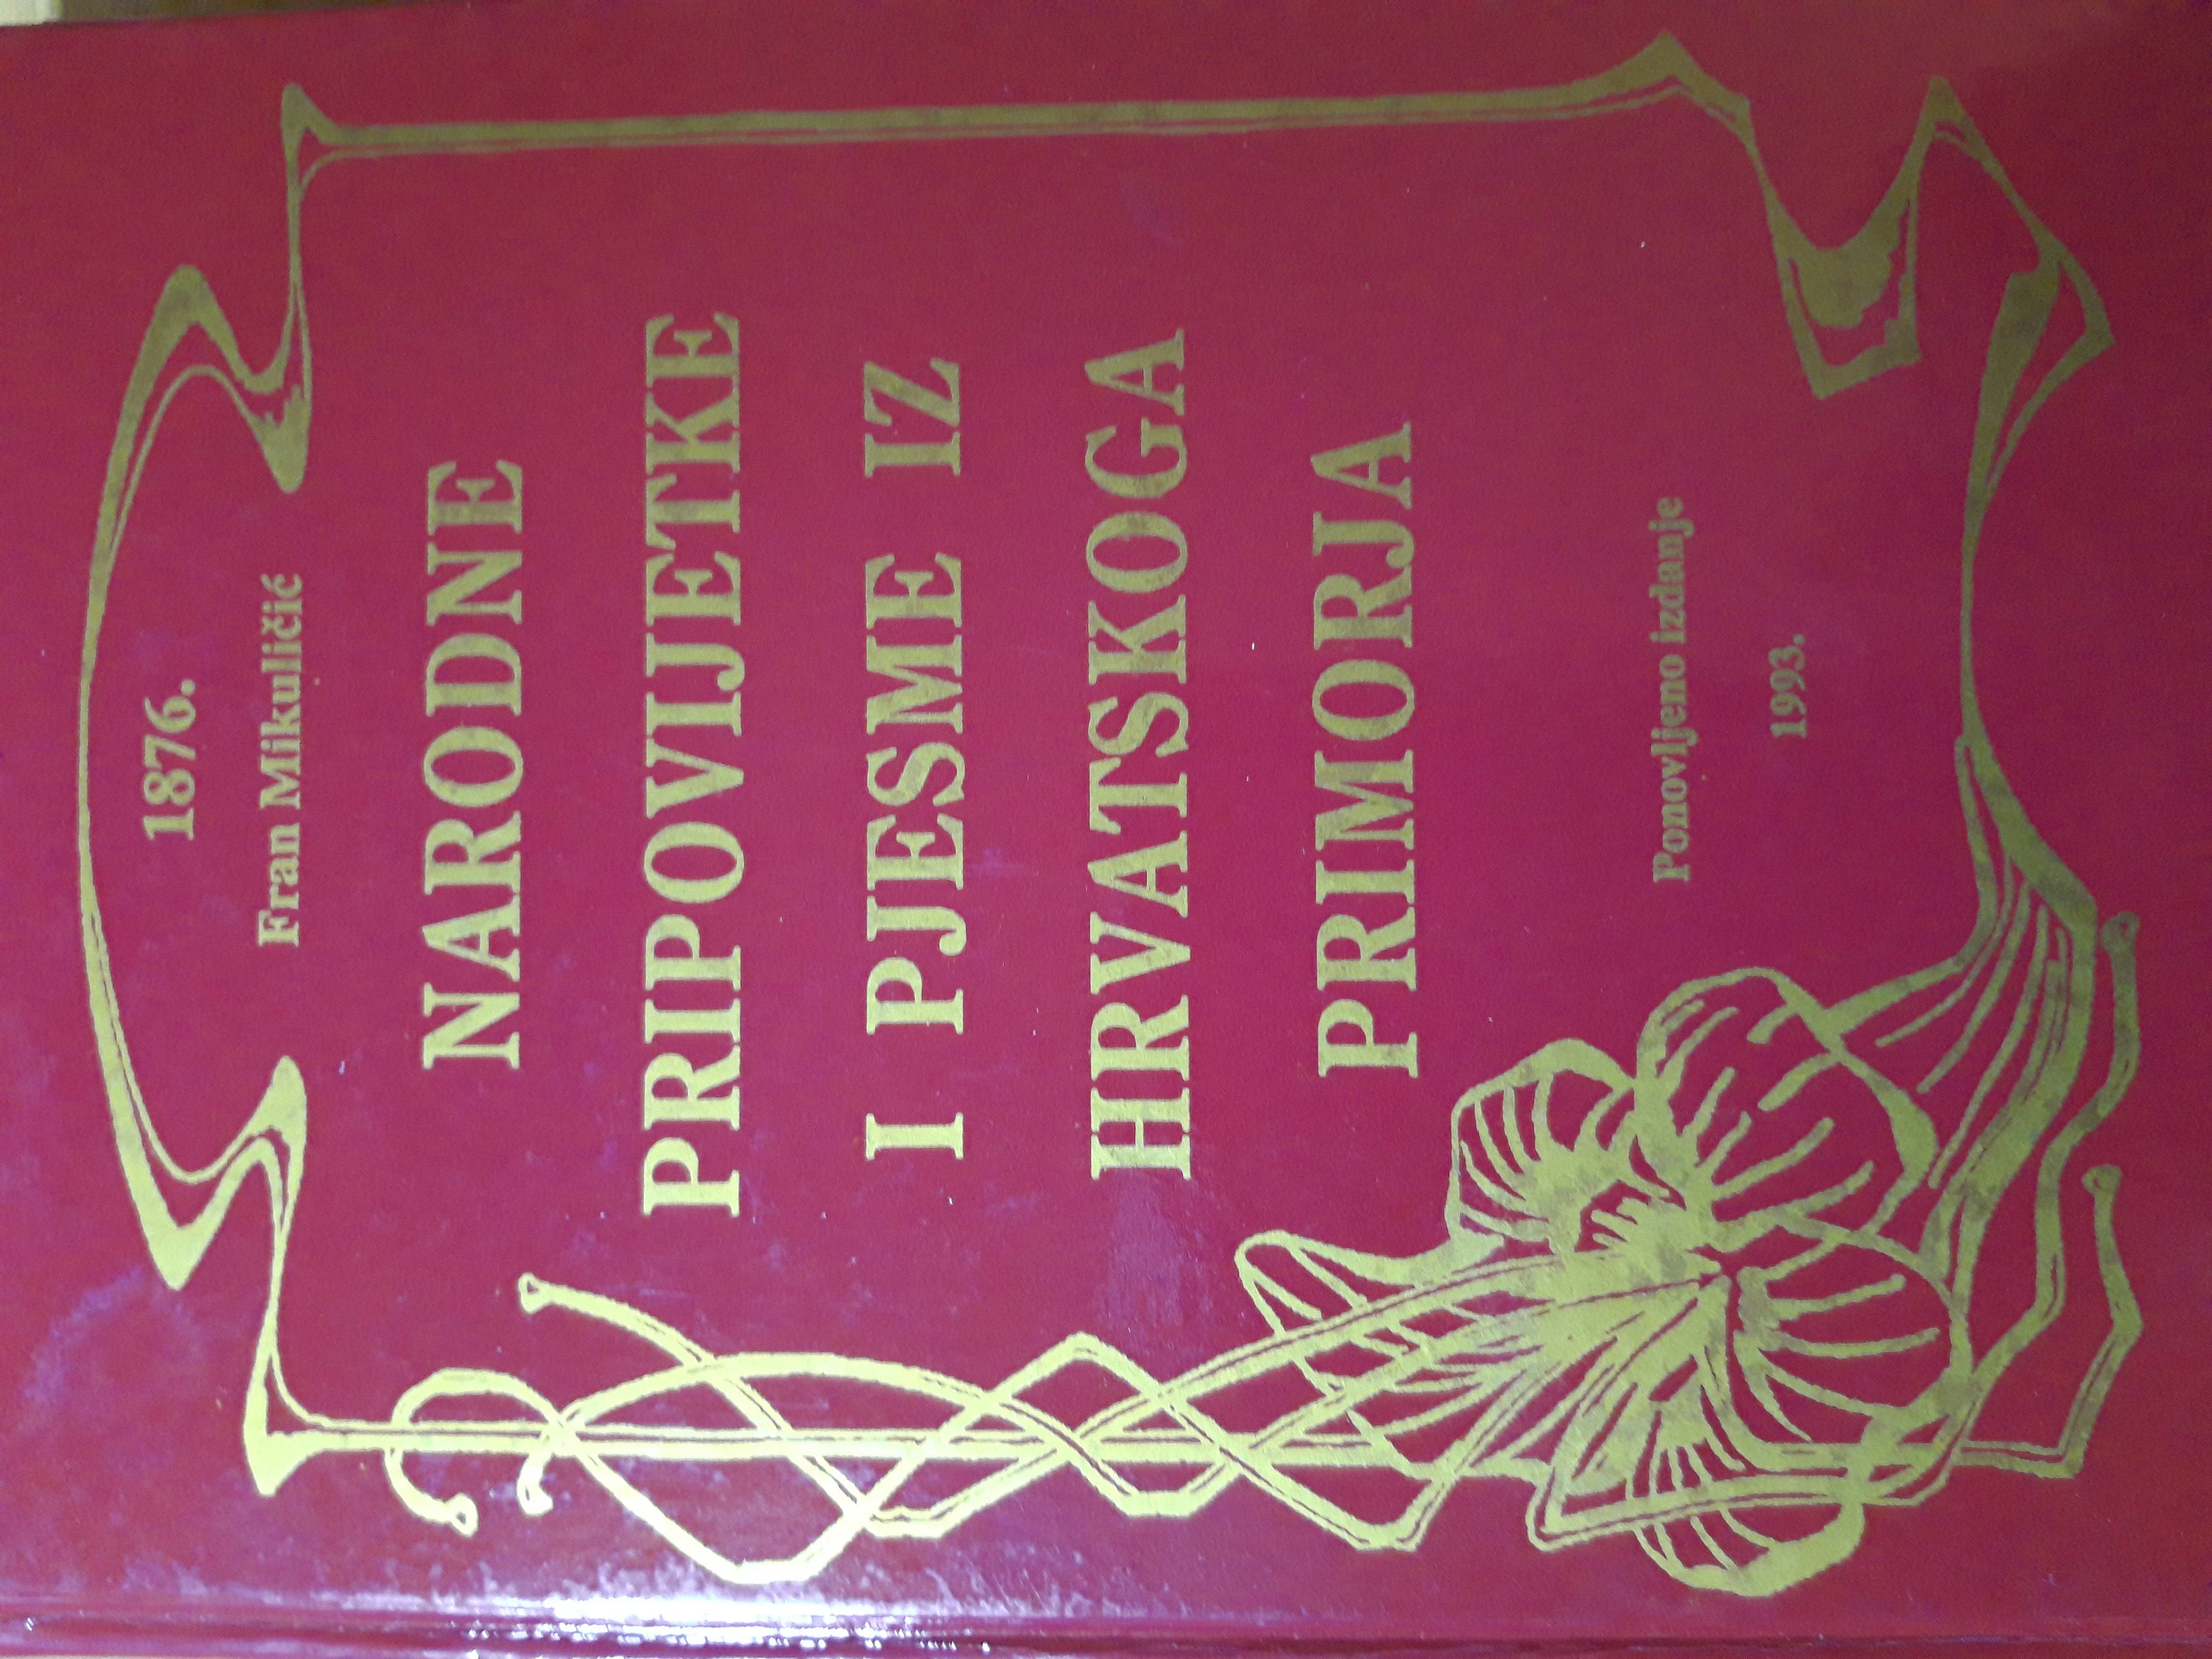 1876.
Fran Mikuličić
NARODNE
PRIPOVIJETKE
I PJESME IZ
HRVATSKOGA
PRIMORJA
Ponovljeno izdanje
1993.